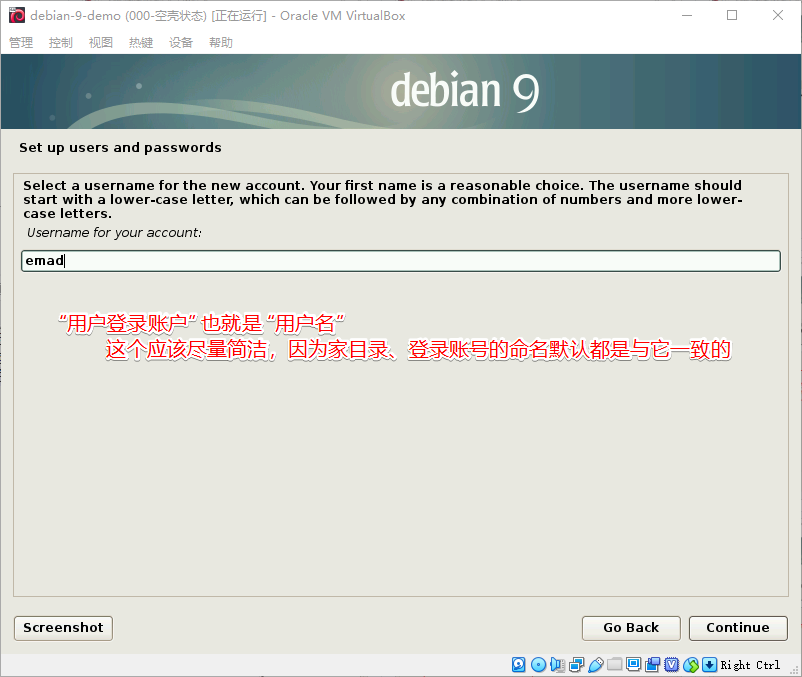 debian-9-demo (000-空壳状态) [正在运行] - Oracle VM VirtualBox
管理 控制 视图 热键 设备 帮助
debian 9
Set up users and passwords
Select a username for the new account. Your first name is a reasonable choice. The username should
start with a lower-case letter, which can be followed by any combination of numbers and more lower-
case letters.
Username for your account:
emad
“用户登录账户” 也就是 “用户名”
这个应该尽量简洁，因为家目录、登录账号的命名默认都是与它一致的
Screenshot Go Back Continue
Right Ctrl